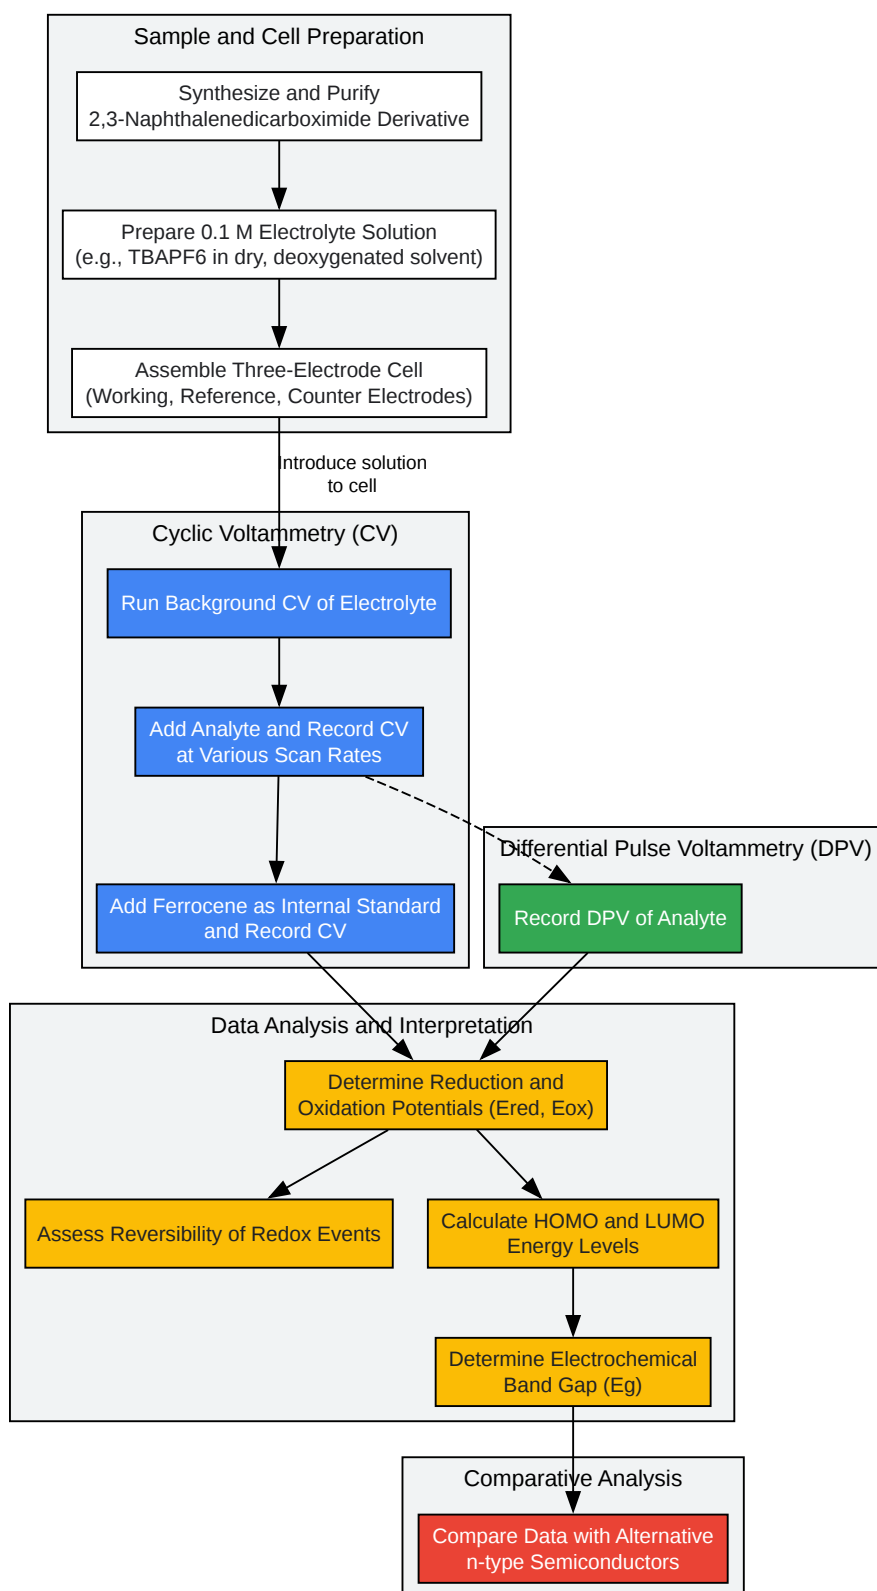 Sample and Cell Preparation
Synthesize and Purify
2,3-Naphthalenedicarboximide Derivative
Prepare 0.1 M Electrolyte Solution
(e.g., TBAPF6 in dry, deoxygenated solvent)
Assemble Three-Electrode Cell
(Working, Reference, Counter Electrodes)
Introduce solution
to cell
Cyclic Voltammetry (CV)
Run Background CV of Electrolyte
Add Analyte and Record CV
at Various Scan Rates
Differential Pulse Voltammetry (DPV)
Add Ferrocene as Internal Standard
and Record CV
Record DPV of Analyte
Data Analysis and Interpretation
Determine Reduction and
Oxidation Potentials (Ered, Eox)
Assess Reversibility of Redox Events
Calculate HOMO and LUMO
Energy Levels
Determine Electrochemical
Band Gap (Eg)
Comparative Analysis
Compare Data with Alternative
n-type Semiconductors